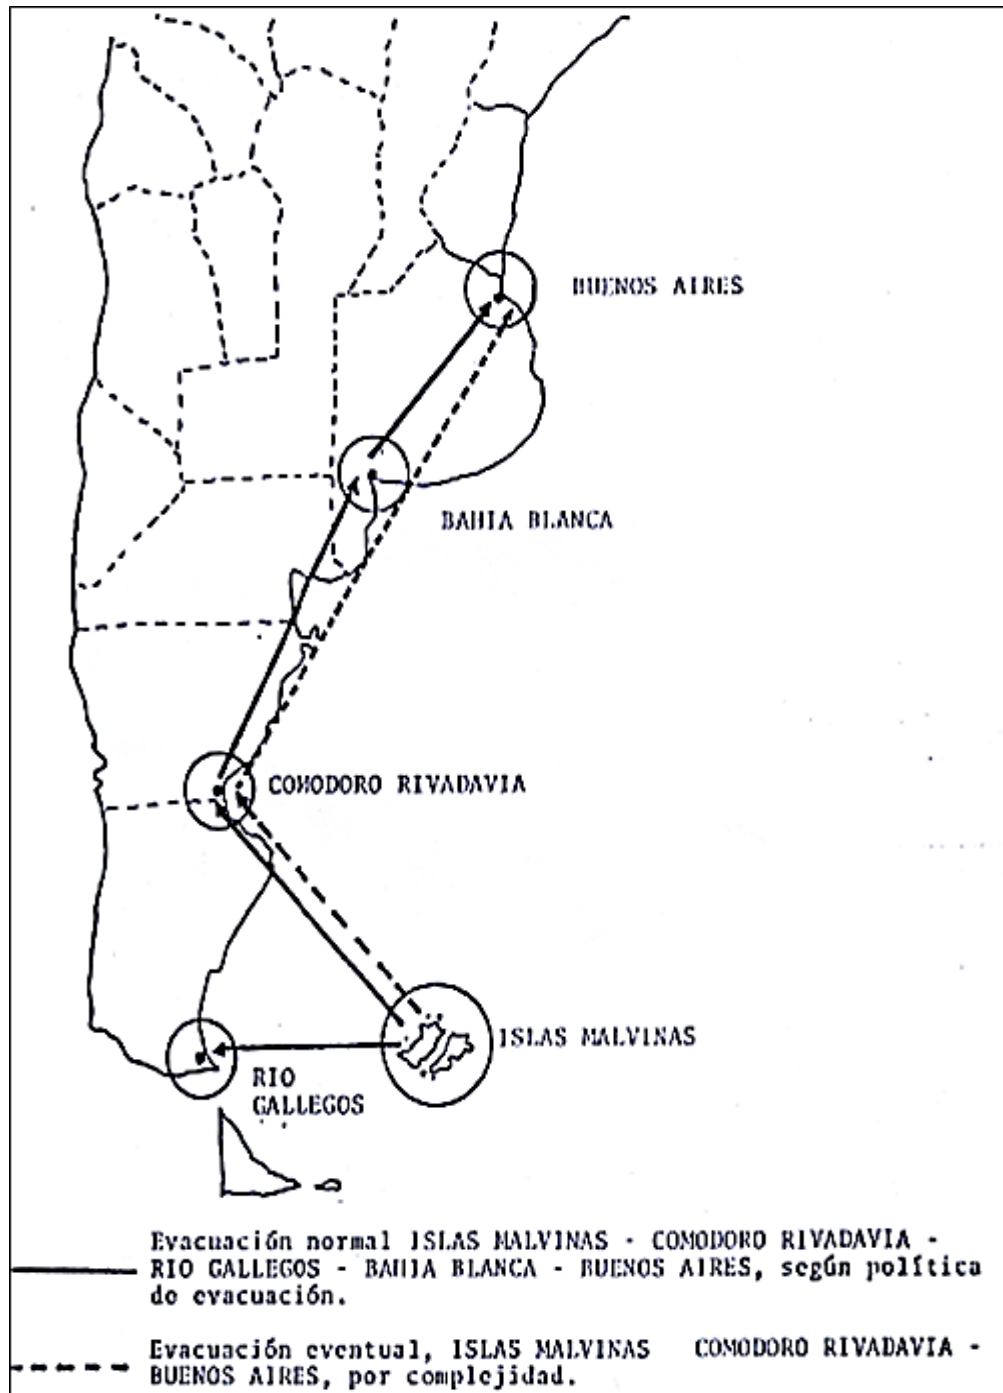 BUENOS AIRES
BAHIA BLANCA
COMODORO RIVADAVIA
ISLAS MALVINAS
RIO
GALLEGOS
Evacuación normal ISLAS MALVINAS - COMODORO RIVADAVIA -
RIO GALLEGOS - BAHIA BLANCA - BUENOS AIRES, según política
de evacuación.
Evacuación eventual, ISLAS MALVINAS COMODORO RIVADAVIA -
BUENOS AIRES, por complejidad.